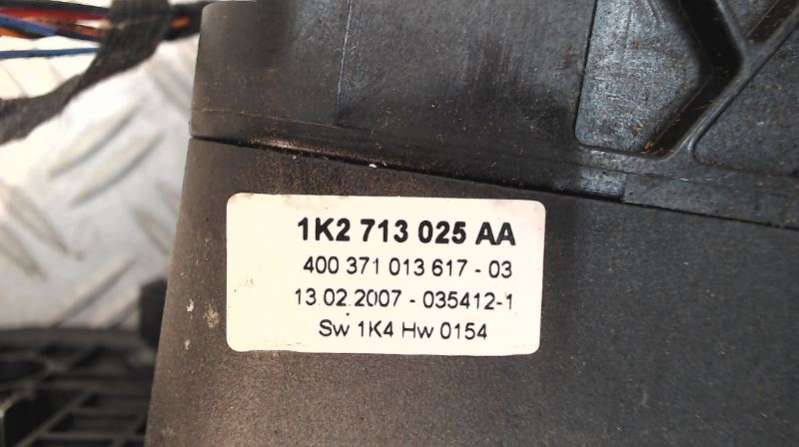 1K2 713 025 AA
400 371 013 617 - 03
13.02.2007 - 035412-1
Sw 1K4 Hw 0154